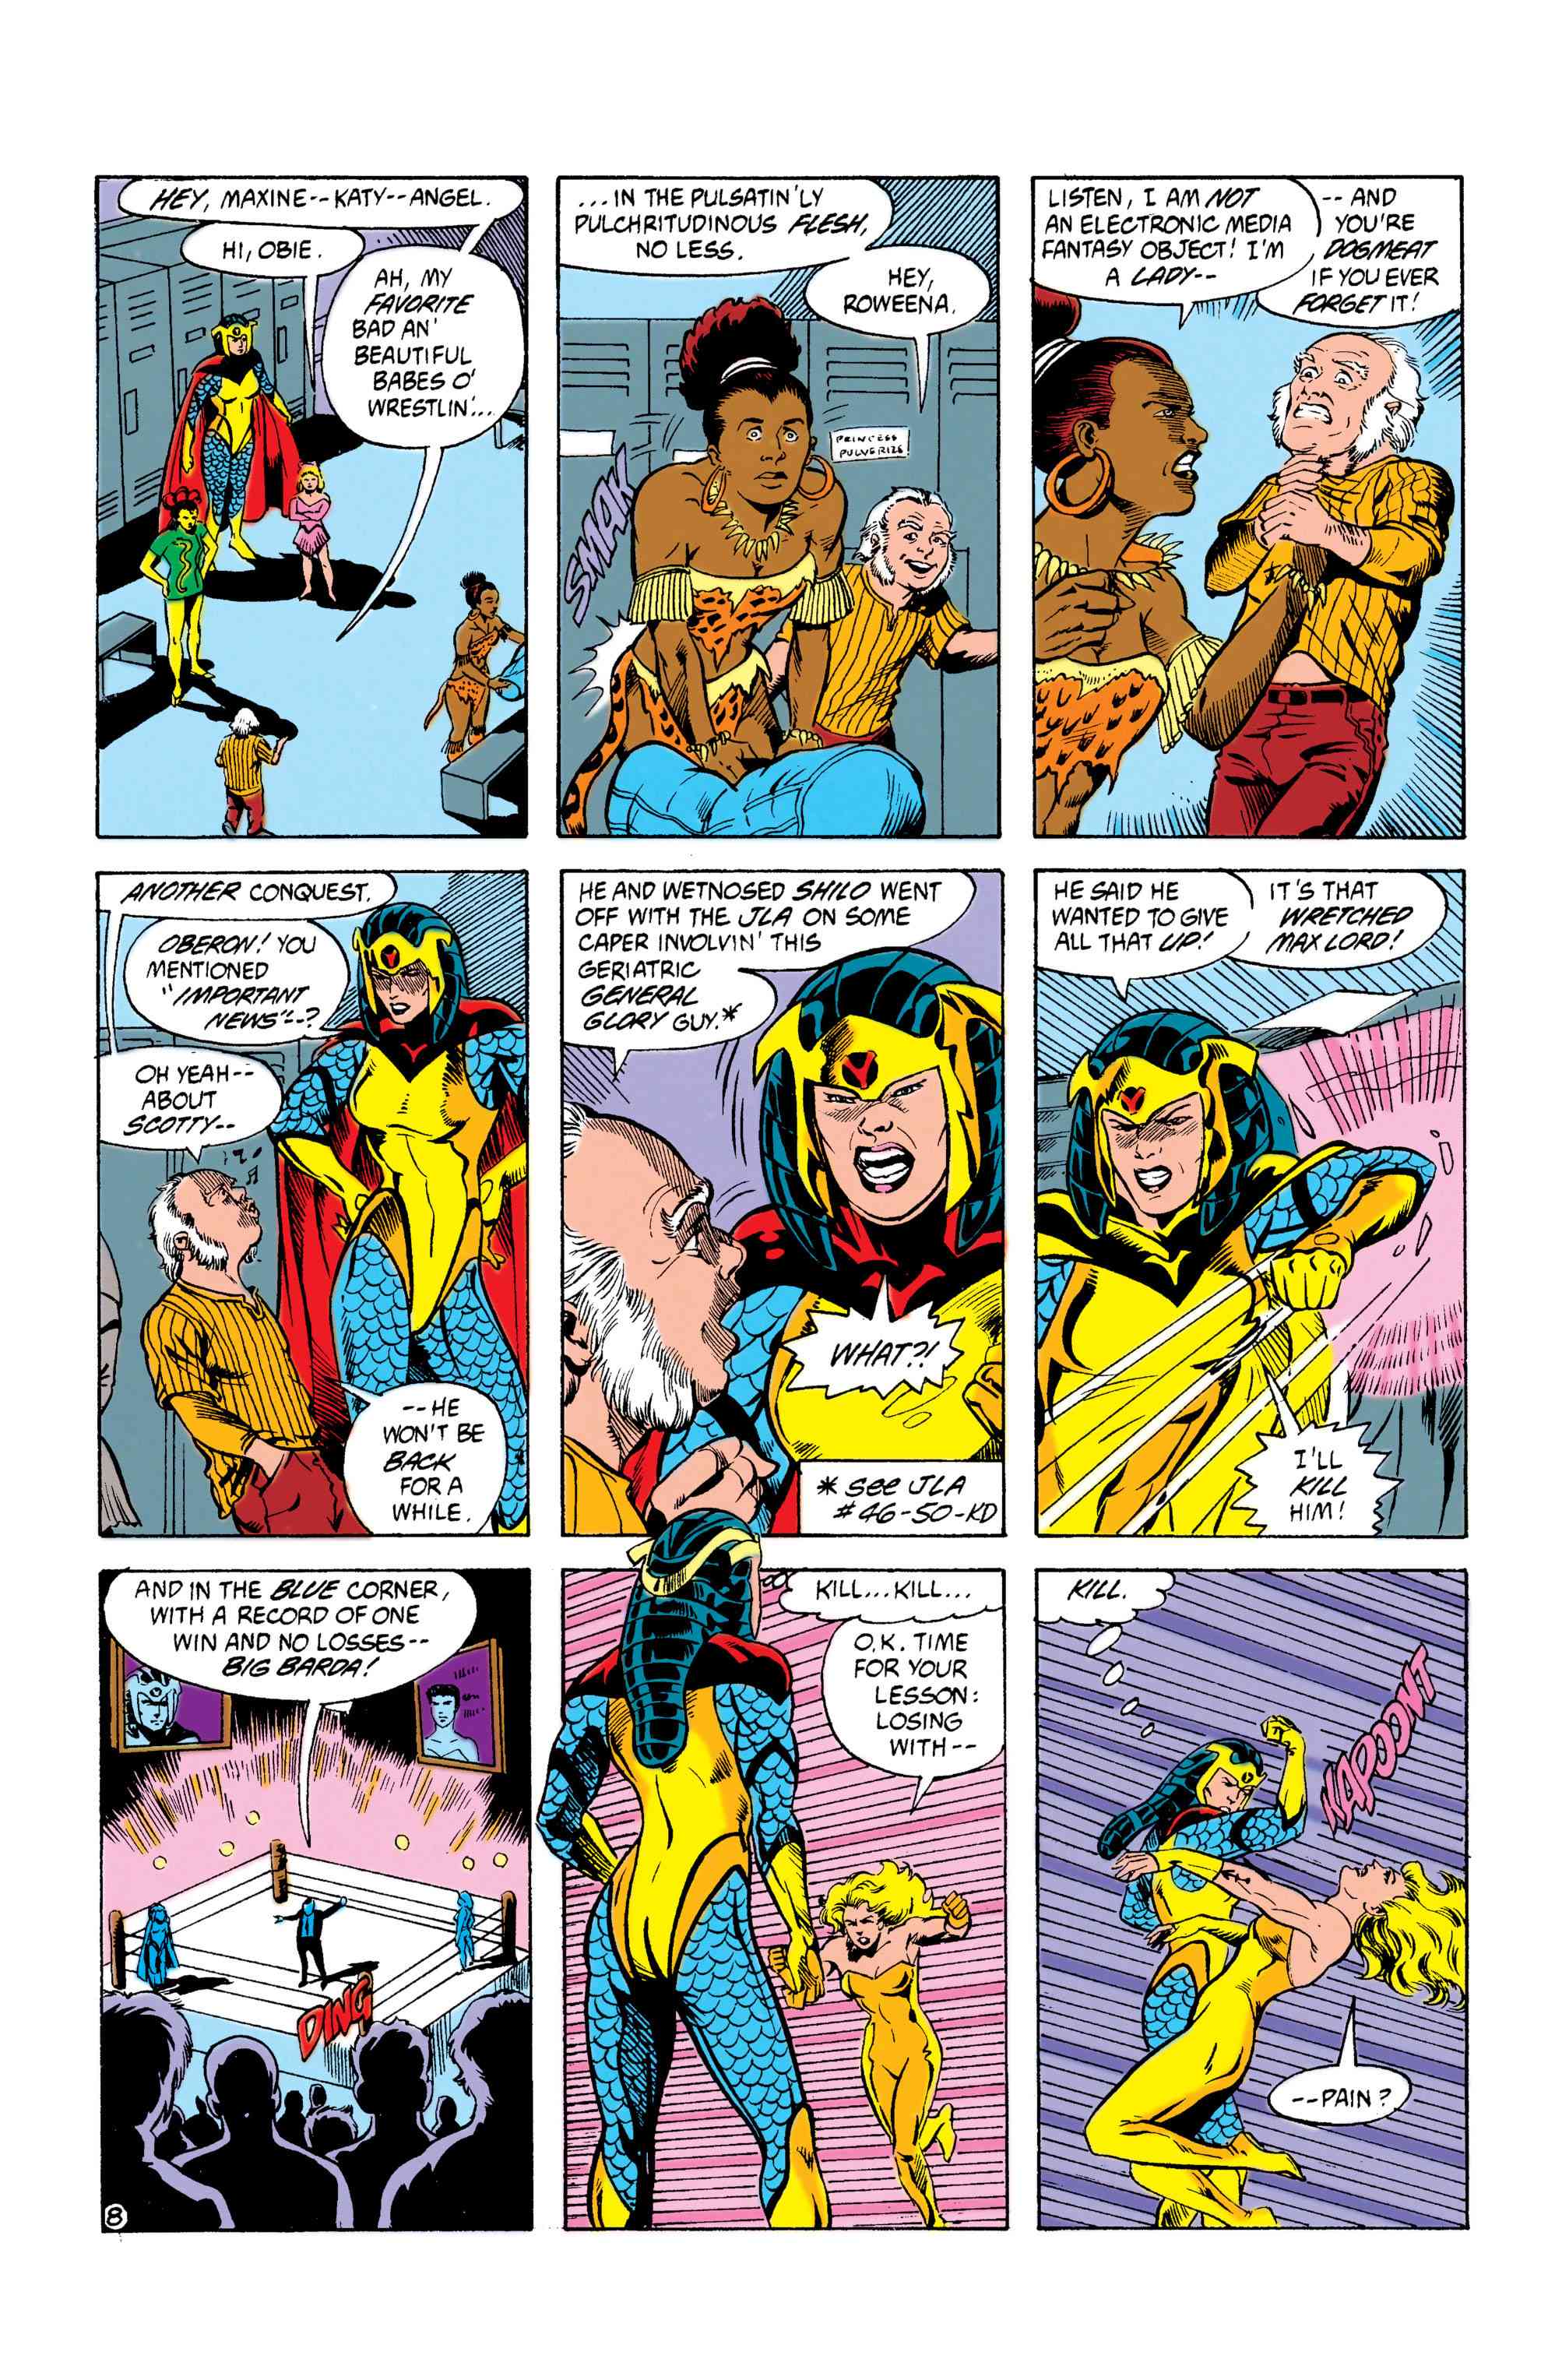 HEY, MAXINE--KATY--ANGEL.
HI, OBIE.
AH, MY
FAVORITE
BAD AN'
BEAUTIFUL
BABES O'
WRESTLIN'...
...IN THE PULSATIN'LY
PULCHRITUDINOUS FLESH,
NO LESS.
HEY,
ROWEENA.
PRINCESS
PULVERIZE!
SMAK
LISTEN, I AM NOT
AN ELECTRONIC MEDIA
FANTASY OBJECT! I'M
A LADY--
-- AND
YOU'RE
DOGMEAT
IF YOU EVER
FORGET IT!
ANOTHER CONQUEST.
OBERON! YOU
MENTIONED
"IMPORTANT
NEWS"--?
OH YEAH--
ABOUT
SCOTTY--
--HE
WON'T BE
BACK
FOR A
WHILE.
HE AND WETNOSED SHILO WENT
OFF WITH THE JLA ON SOME
CAPER INVOLVIN' THIS
GERIATRIC
GENERAL
GLORY GUY.*
WHAT?!
* SEE JLA
#46-50-KD
HE SAID HE
WANTED TO GIVE
ALL THAT UP!
IT'S THAT
WRETCHED
MAX LORD!
I'LL
KILL
HIM!
AND IN THE BLUE CORNER,
WITH A RECORD OF ONE
WIN AND NO LOSSES--
BIG BARDA!
DING
8
KILL...KILL...
O.K. TIME
FOR YOUR
LESSON:
LOSING
WITH--
KILL.
KAPOONT
--PAIN?